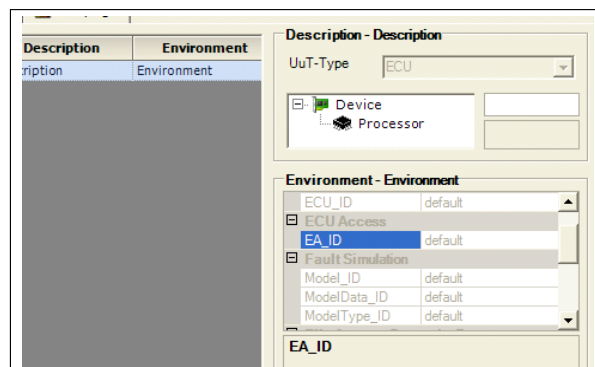 Description Environment
ription Environment
Description - Description
UuT-Type ECU
Device
Processor
Environment - Environment
ECU_ID default
ECU Access
EA_ID default
Fault Simulation
Model_ID default
ModelData_ID default
ModelType_ID default
EA_ID